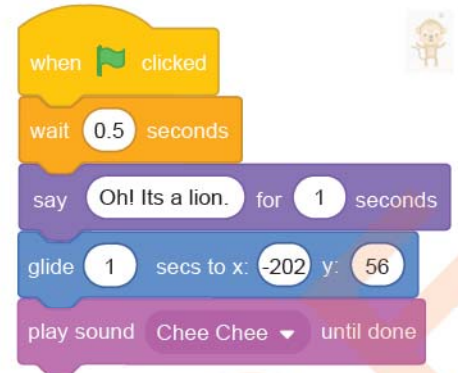 when clicked
wait 0.5 seconds
say Oh! Its a lion. for 1 seconds
glide 1 secs to x: -202 y: 56
play sound Chee Chee until done